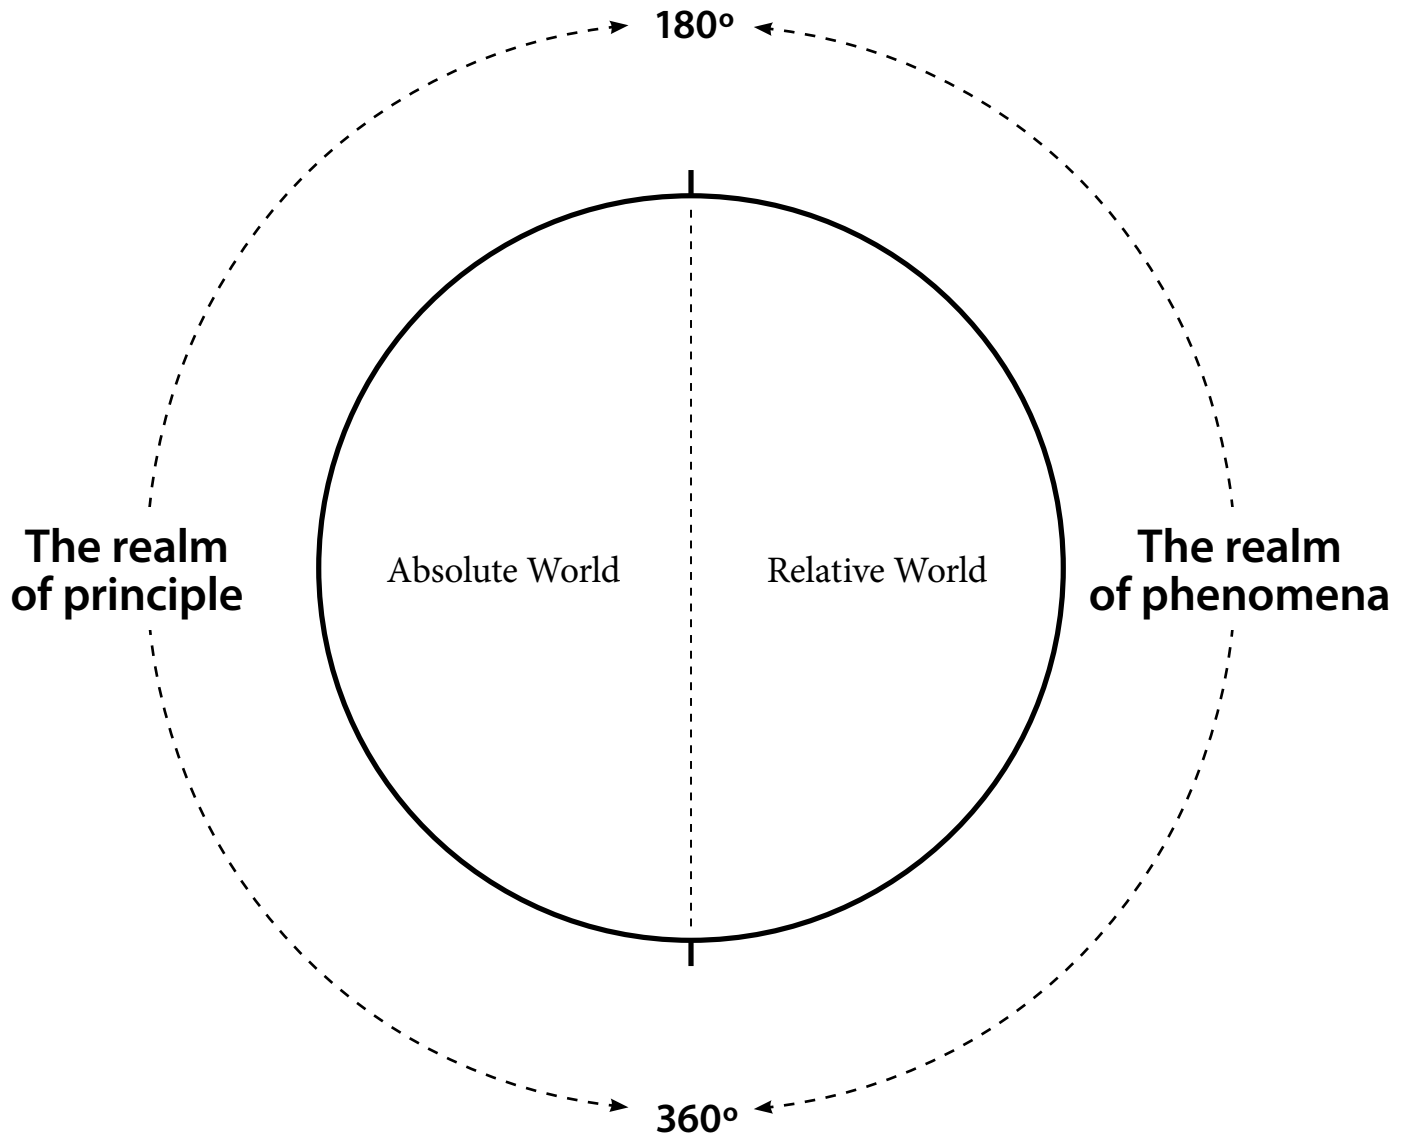 180º
The realm
of principle
Absolute World
Relative World
The realm
of phenomena
360º